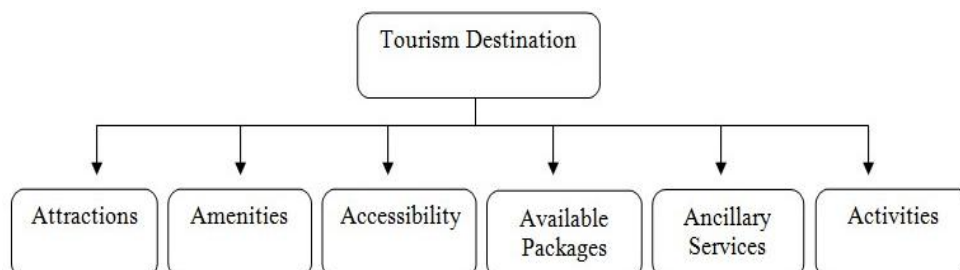 Tourism Destination
Attractions
Amenities
Accessibility
Available
Packages
Ancillary
Services
Activities